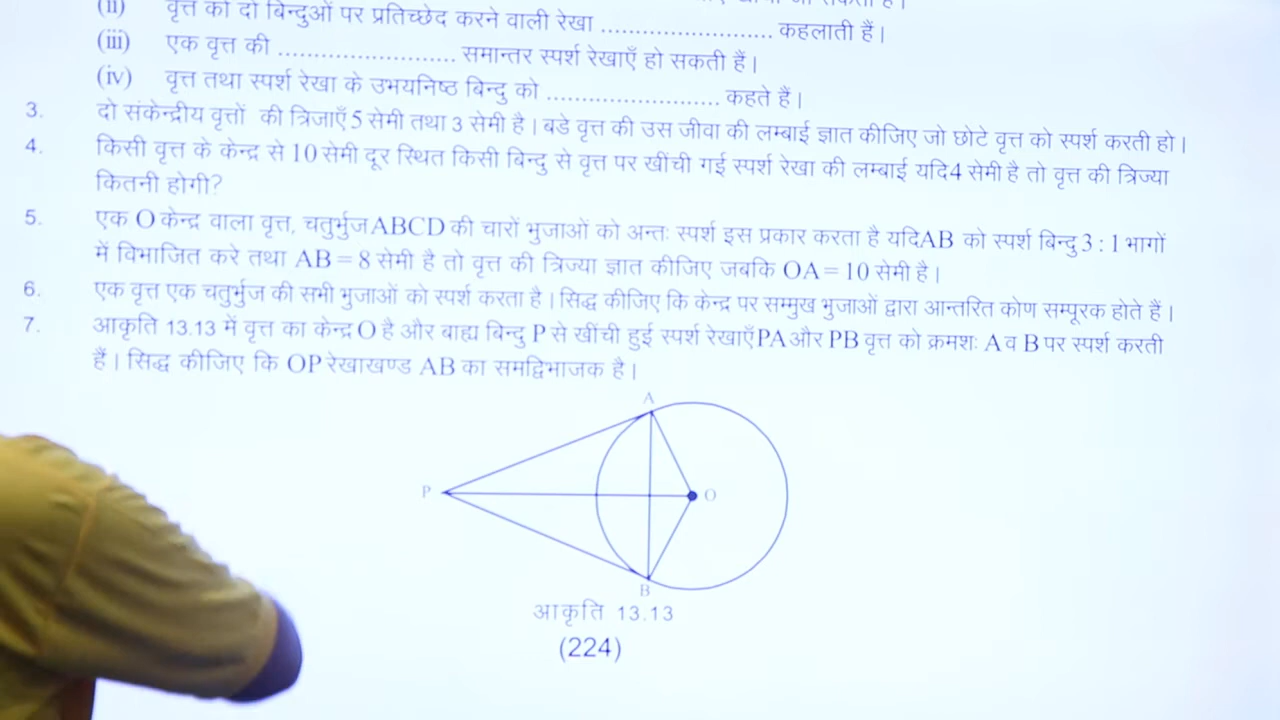 (ii) वृत्त को दो बिन्दुओं पर प्रतिच्छेद करने वाली रेखा ......................... कहलाती हैं।
(iii) एक वृत्त की .......................... समान्तर स्पर्श रेखाएँ हो सकती हैं।
(iv) वृत्त तथा स्पर्श रेखा के उभयनिष्ठ बिन्दु को ......................... कहते हैं।
3. दो संकेन्द्रीय वृत्तों की त्रिजाएँ 5 सेमी तथा 3 सेमी है। बडे वृत्त की उस जीवा की लम्बाई ज्ञात कीजिए जो छोटे वृत्त को स्पर्श करती हो।
4. किसी वृत्त के केन्द्र से 10 सेमी दूर स्थित किसी बिन्दु से वृत्त पर खींची गई स्पर्श रेखा की लम्बाई यदि 4 सेमी है तो वृत्त की त्रिज्या
कितनी होगी?
5. एक O केन्द्र वाला वृत्त, चतुर्भुज ABCD की चारों भुजाओं को अन्तः स्पर्श इस प्रकार करता है यदि AB को स्पर्श बिन्दु 3 : 1 भागों
में विभाजित करे तथा AB = 8 सेमी है तो वृत्त की त्रिज्या ज्ञात कीजिए जबकि OA = 10 सेमी है।
6. एक वृत्त एक चतुर्भुज की सभी भुजाओं को स्पर्श करता है। सिद्ध कीजिए कि केन्द्र पर सम्मुख भुजाओं द्वारा आन्तरित कोण सम्पूरक होते हैं।
7. आकृति 13.13 में वृत्त का केन्द्र O है और बाह्य बिन्दु P से खींची हुई स्पर्श रेखाएँ PA और PB वृत्त को क्रमशः A व B पर स्पर्श करती
हैं। सिद्ध कीजिए कि OP रेखाखण्ड AB का समद्विभाजक है।
A
P
O
B
आकृति 13.13
(224)